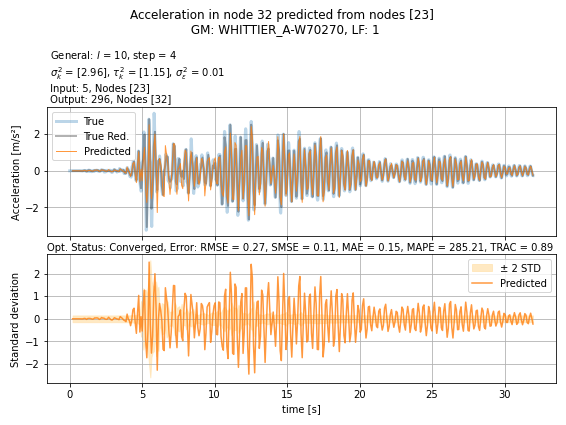 Acceleration in node 32 predicted from nodes [23]
GM: WHITTIER_A-W70270, LF: 1
General: l = 10, step = 4
σ²ₖ = [2.96], τ²ₖ = [1.15], σ²ε = 0.01
Input: 5, Nodes [23]
Output: 296, Nodes [32]
True
True Red.
Predicted
Acceleration [m/s²]
2
0
−2
Opt. Status: Converged, Error: RMSE = 0.27, SMSE = 0.11, MAE = 0.15, MAPE = 285.21, TRAC = 0.89
± 2 STD
Predicted
Standard deviation
2
1
0
−1
−2
0 5 10 15 20 25 30
time [s]